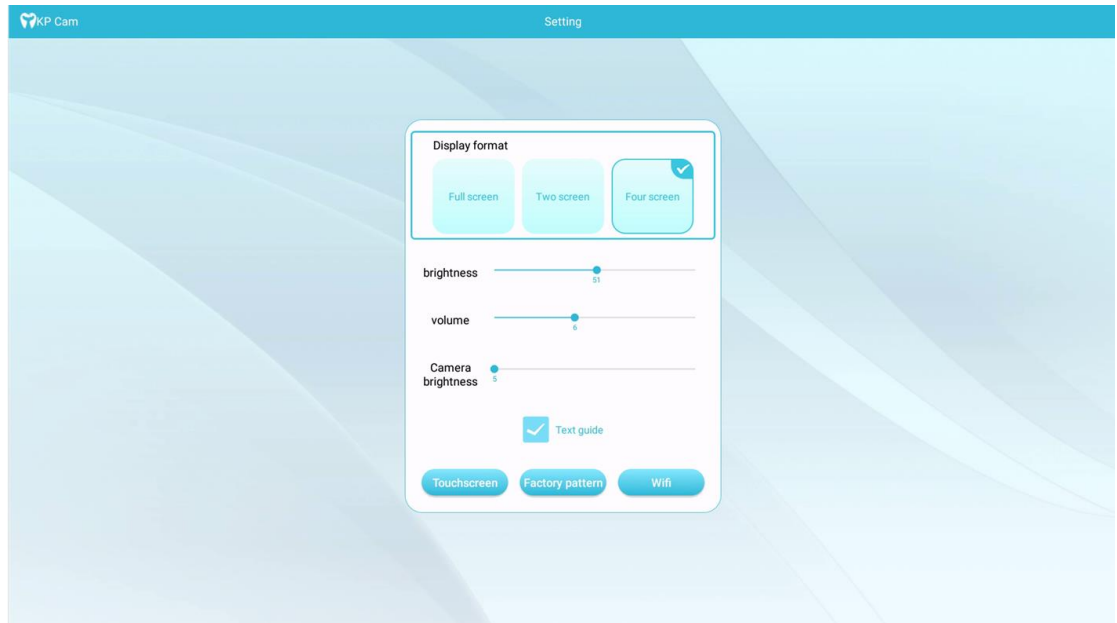 KP Cam
Setting
Display format
Full screen
Two screen
Four screen
brightness
51
volume
6
Camera
brightness
5
Text guide
Touchscreen
Factory pattern
Wifi